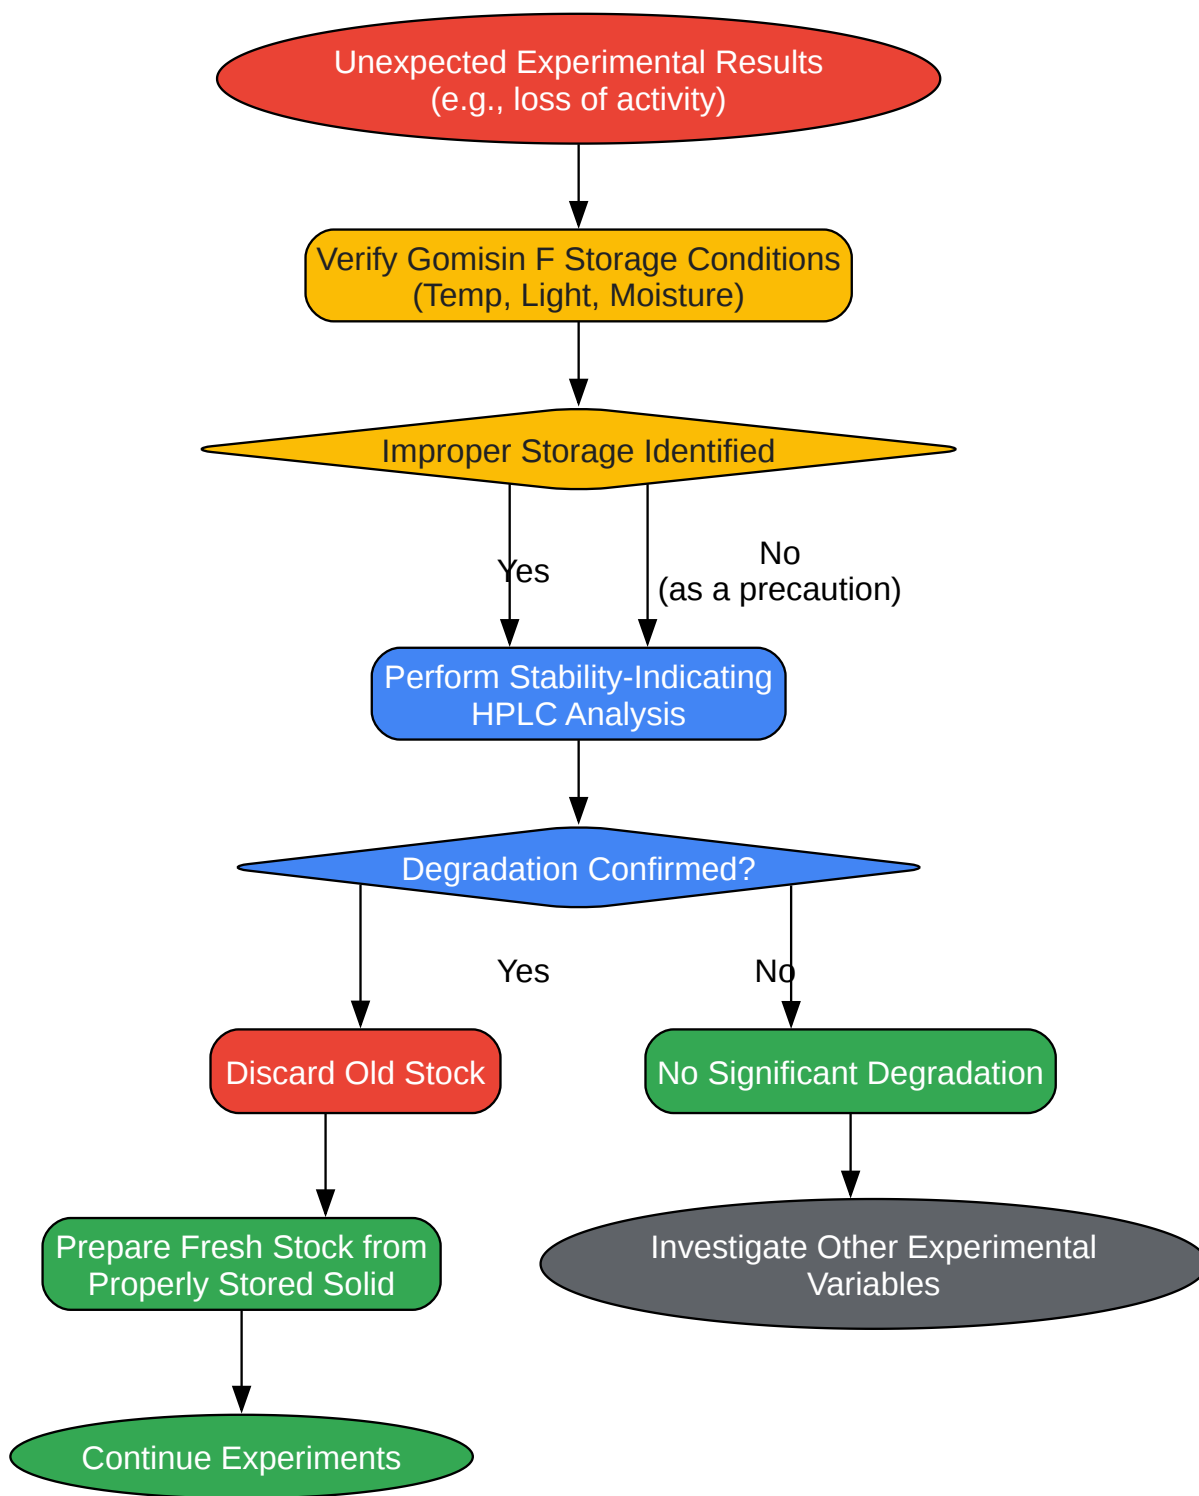 Unexpected Experimental Results
(e.g., loss of activity)
Verify Gomisin F Storage Conditions
(Temp, Light, Moisture)
Improper Storage Identified
Yes
No
(as a precaution)
Perform Stability-Indicating
HPLC Analysis
Degradation Confirmed?
Yes
No
Discard Old Stock
No Significant Degradation
Prepare Fresh Stock from
Properly Stored Solid
Investigate Other Experimental
Variables
Continue Experiments